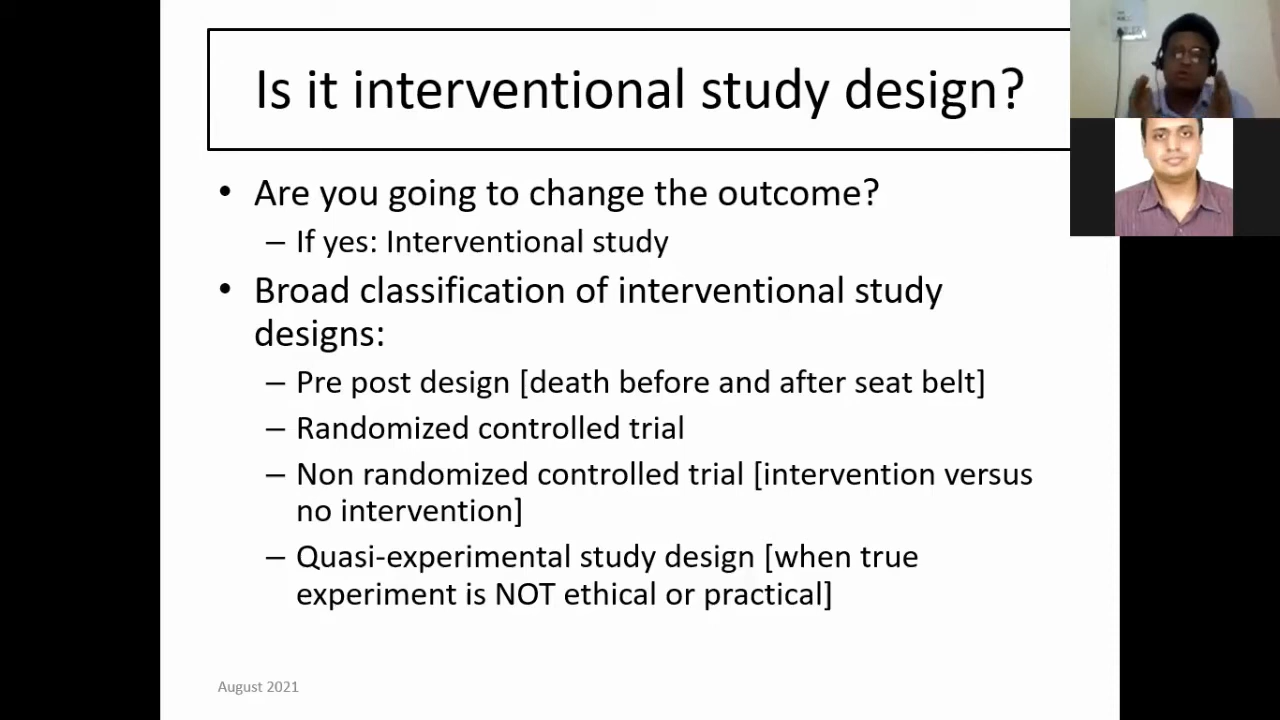 Is it interventional study design?
• Are you going to change the outcome?
– If yes: Interventional study
• Broad classification of interventional study
designs:
– Pre post design [death before and after seat belt]
– Randomized controlled trial
– Non randomized controlled trial [intervention versus
no intervention]
– Quasi-experimental study design [when true
experiment is NOT ethical or practical]
August 2021